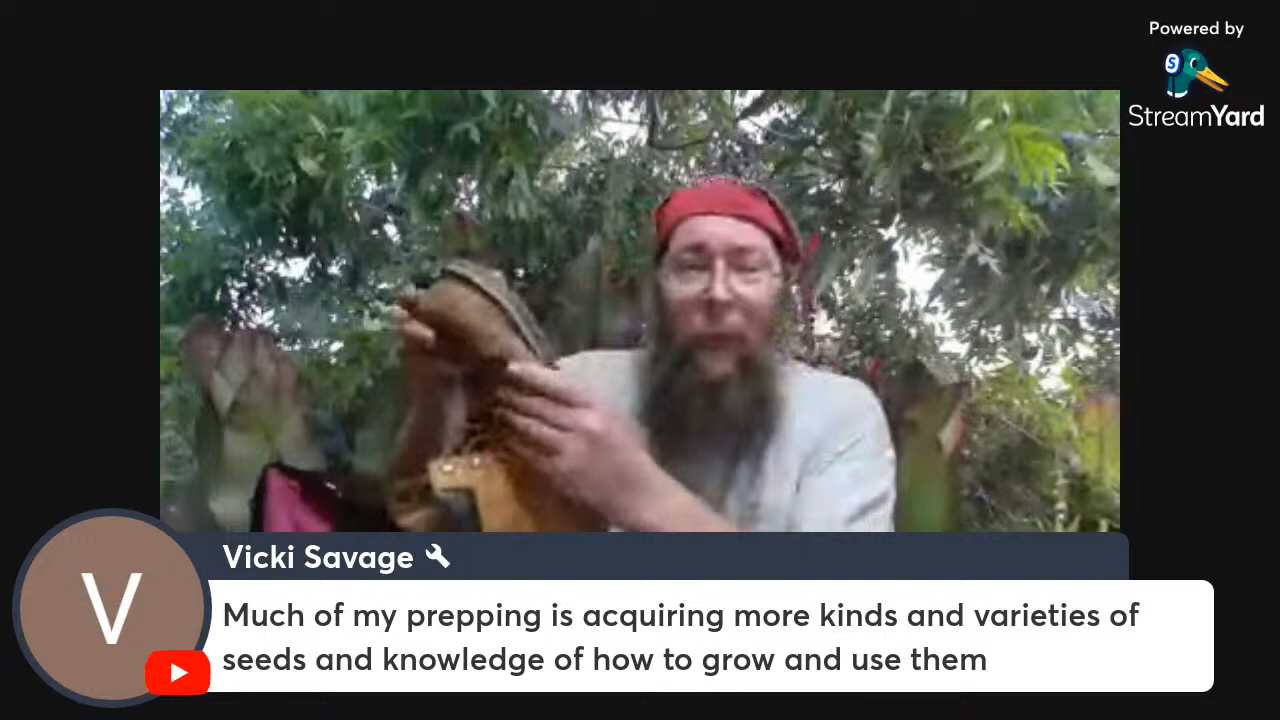 Powered by
S
StreamYard
Vicki Savage
V
Much of my prepping is acquiring more kinds and varieties of
seeds and knowledge of how to grow and use them